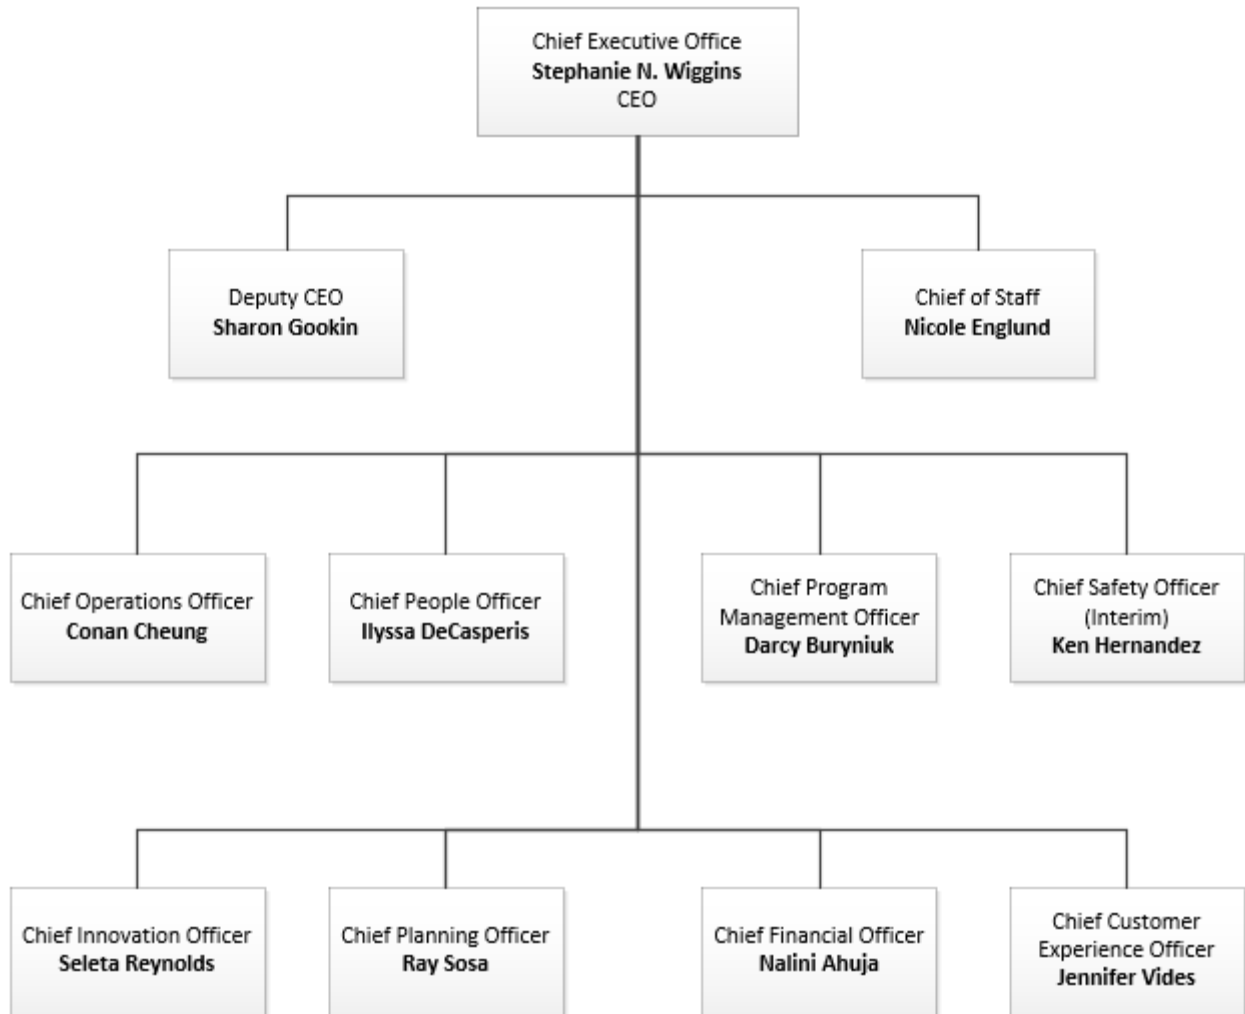 Chief Executive Office
Stephanie N. Wiggins
CEO
Deputy CEO
Sharon Gookin
Chief of Staff
Nicole Englund
Chief Operations Officer
Conan Cheung
Chief People Officer
Ilyssa DeCasperis
Chief Program
Management Officer
Darcy Buryniuk
Chief Safety Officer
(Interim)
Ken Hernandez
Chief Innovation Officer
Seleta Reynolds
Chief Planning Officer
Ray Sosa
Chief Financial Officer
Nalini Ahuja
Chief Customer
Experience Officer
Jennifer Vides